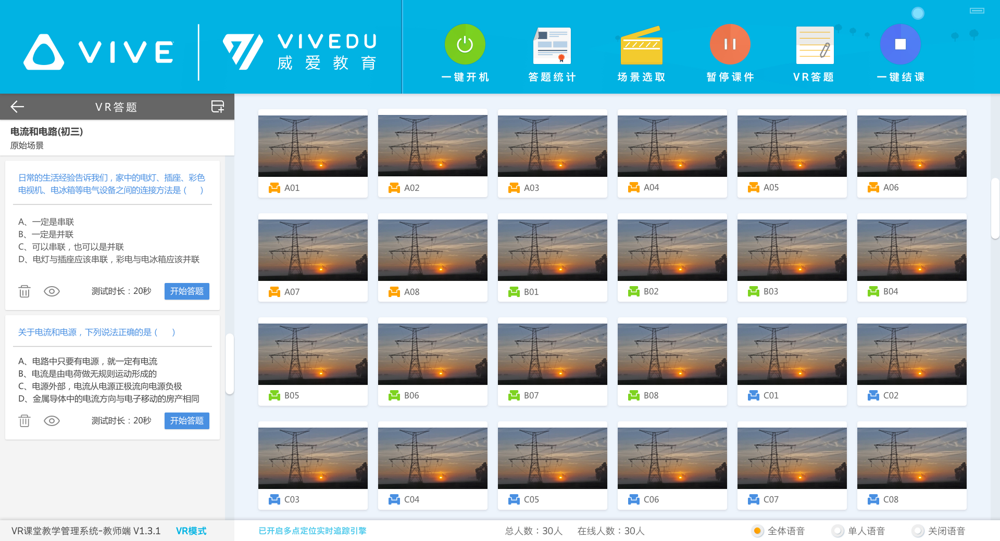 VIVE
VIVEDU
威爱教育
一键开机
答题统计
场景选取
暂停课件
VR答题
一键结课
VR答题
电流和电路(初三)
原始场景
日常的生活经验告诉我们，家中的电灯、插座、彩色
电视机、电冰箱等电气设备之间的连接方法是 (　　)
A、一定是串联
B、一定是并联
C、可以串联，也可以是并联
D、电灯与插座应该串联，彩电与电冰箱应该并联
测试时长：20秒
开始答题
关于电流和电源，下列说法正确的是 (　　)
A、电路中只要有电源，就一定有电流
B、电流是由电荷做无规则运动形成的
C、电源外部，电流从电源正极流向电源负极
D、金属导体中的电流方向与电子移动的房产相同
测试时长：20秒
开始答题
A01
A02
A03
A04
A05
A06
A07
A08
B01
B02
B03
B04
B05
B06
B07
B08
C01
C02
C03
C04
C05
C06
C07
C08
VR课堂教学管理系统-教师端 V1.3.1
VR模式
已开启多点定位实时追踪引擎
总人数：30人
在线人数：30人
全体语音
单人语音
关闭语音